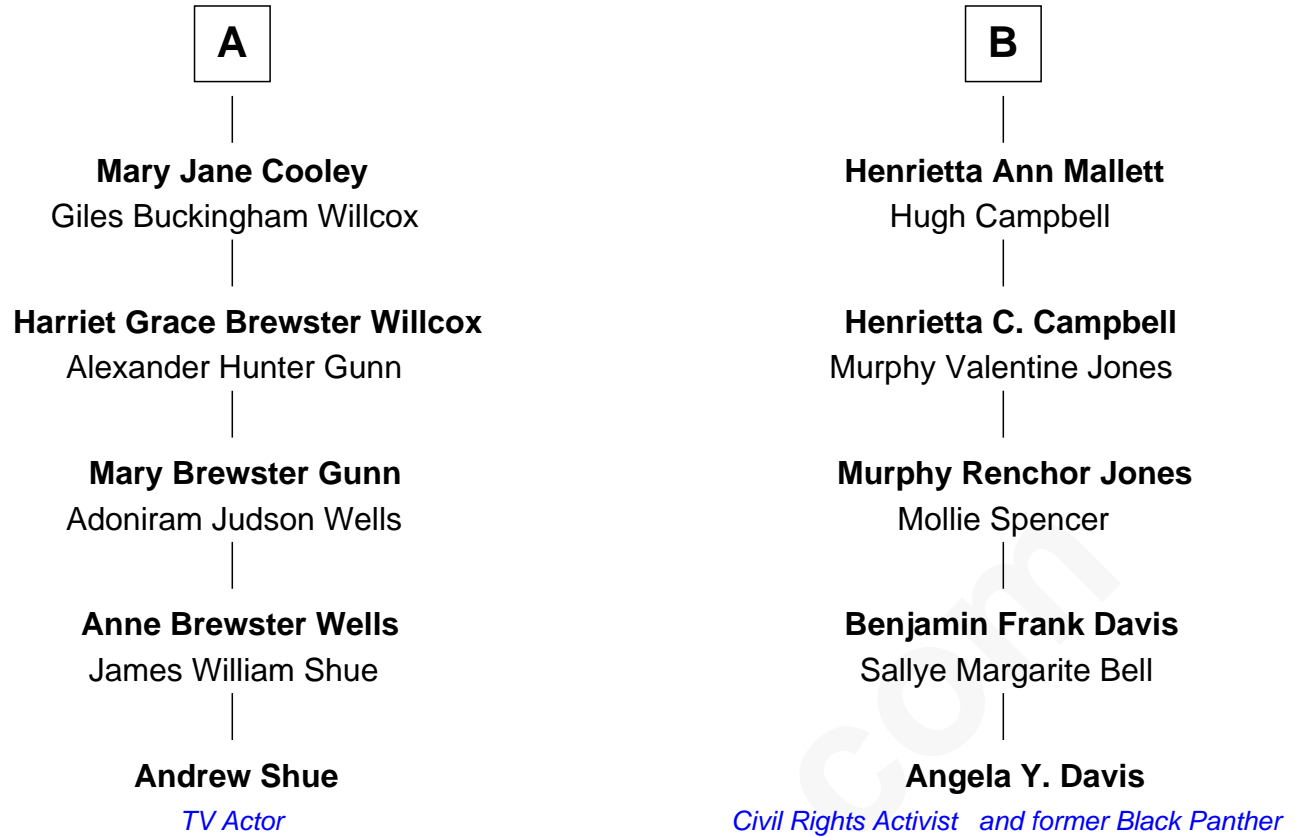 A
Mary Jane Cooley
Giles Buckingham Willcox
Harriet Grace Brewster Willcox
Alexander Hunter Gunn
Mary Brewster Gunn
Adoniram Judson Wells
Anne Brewster Wells
James William Shue
Andrew Shue
TV Actor
B
Henrietta Ann Mallett
Hugh Campbell
Henrietta C. Campbell
Murphy Valentine Jones
Murphy Renchor Jones
Mollie Spencer
Benjamin Frank Davis
Sallye Margarite Bell
Angela Y. Davis
Civil Rights Activist and former Black Panther
com